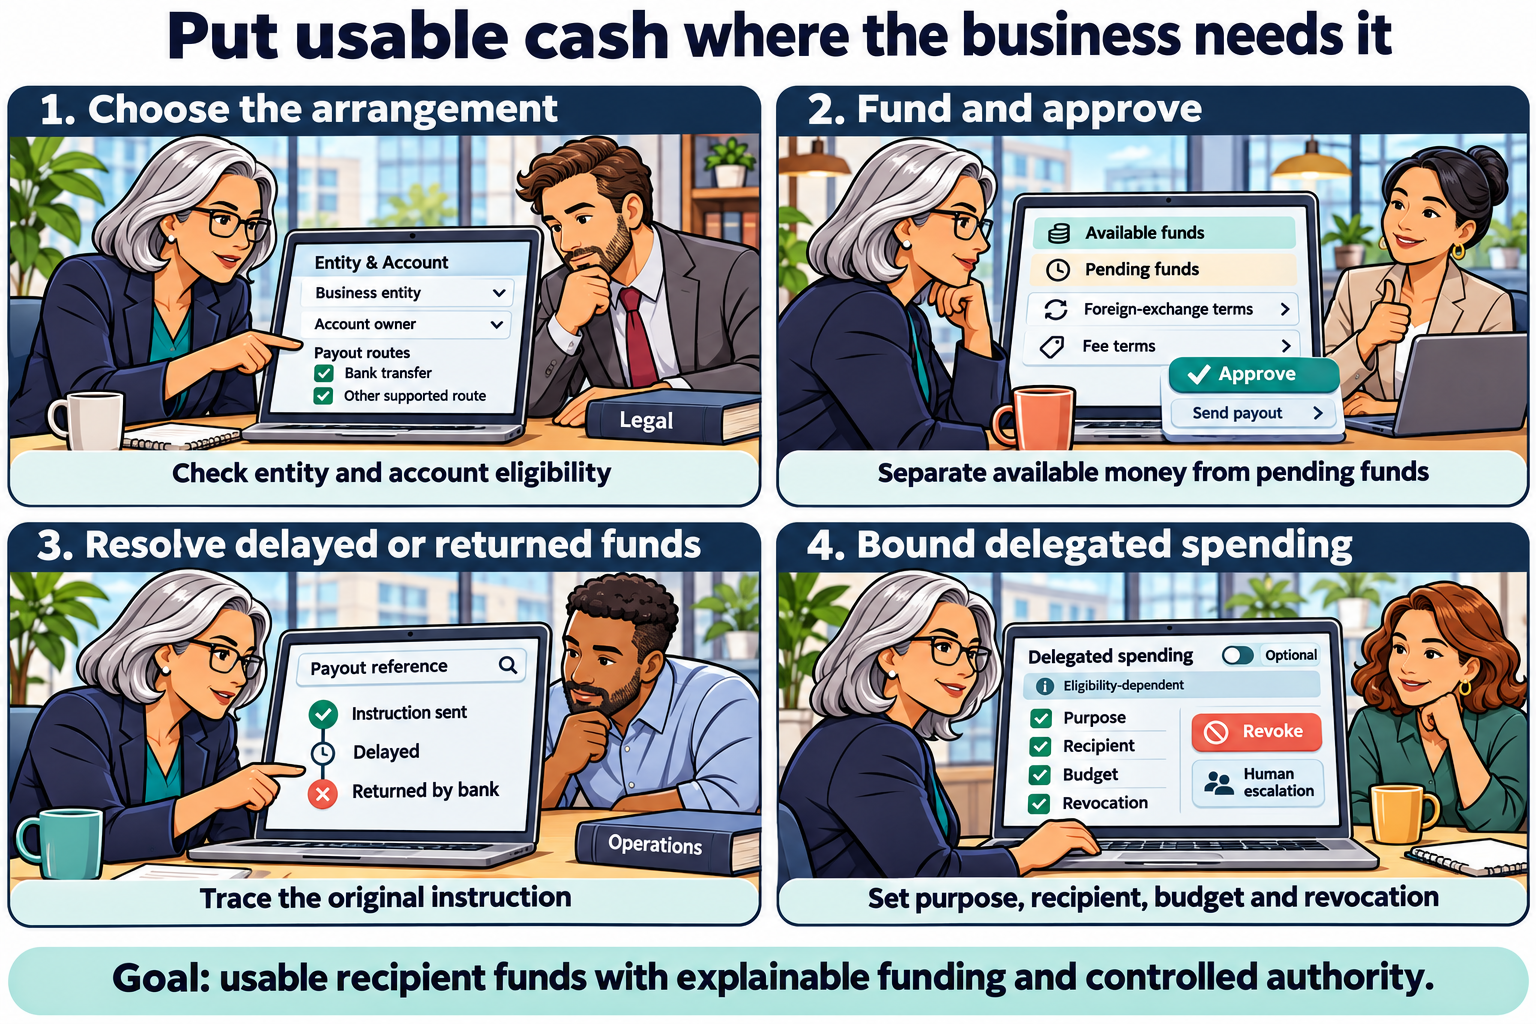 Put usable cash where the business needs it
1. Choose the arrangement
Entity & Account
Business entity
Account owner
Payout routes
Bank transfer
Other supported route
Legal
Check entity and account eligibility
2. Fund and approve
Available funds
Pending funds
Foreign-exchange terms
Fee terms
Approve
Send payout
Separate available money from pending funds
3. Resolve delayed or returned funds
Payout reference
Instruction sent
Delayed
Returned by bank
Operations
Trace the original instruction
4. Bound delegated spending
Delegated spending
Optional
Eligibility-dependent
Purpose
Recipient
Budget
Revocation
Revoke
Human
escalation
Set purpose, recipient, budget and revocation
Goal: usable recipient funds with explainable funding and controlled authority.